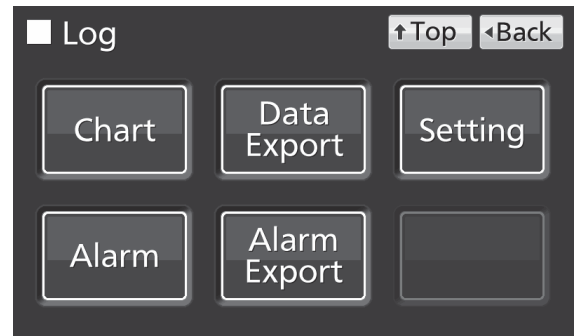 Log
↑Top
◂Back
Chart
Data
Export
Setting
Alarm
Alarm
Export